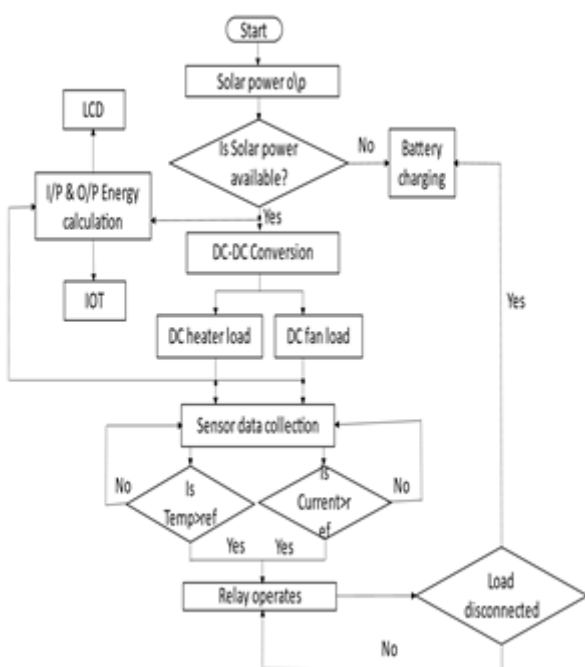 Start
Solar power o\p
LCD
Is Solar power
available?
No
Battery
charging
I/P & O/P Energy
calculation
Yes
DC-DC Conversion
IOT
Yes
DC heater load
DC fan load
Sensor data collection
No
Is
Temp>ref
Is
Current>r
ef
No
Yes
Yes
Relay operates
Load
disconnected
No